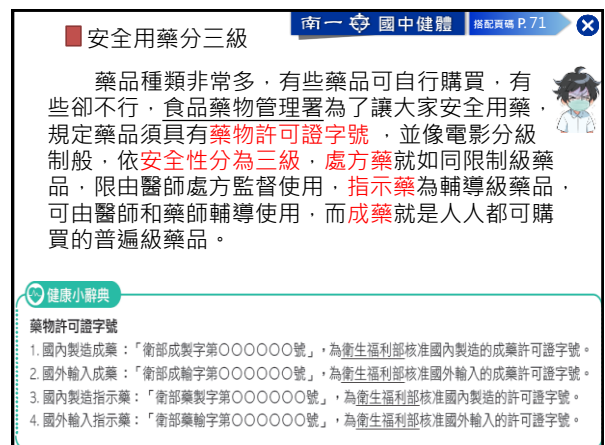 安全用藥分三級
南一 國中健體 搭配頁碼 P.71
藥品種類非常多，有些藥品可自行購買，有
些卻不行，食品藥物管理署為了讓大家安全用藥，
規定藥品須具有藥物許可證字號 ，並像電影分級
制般，依安全性分為三級，處方藥就如同限制級藥
品，限由醫師處方監督使用，指示藥為輔導級藥品，
可由醫師和藥師輔導使用，而成藥就是人人都可購
買的普遍級藥品。
健康小辭典
藥物許可證字號
1. 國內製造成藥：「衛部成製字第〇〇〇〇〇〇號」，為衛生福利部核准國內製造的成藥許可證字號。
2. 國外輸入成藥：「衛部成輸字第〇〇〇〇〇〇號」，為衛生福利部核准國外輸入的成藥許可證字號。
3. 國內製造指示藥：「衛部藥製字第〇〇〇〇〇〇號」，為衛生福利部核准國內製造的許可證字號。
4. 國外輸入指示藥：「衛部藥輸字第〇〇〇〇〇〇號」，為衛生福利部核准國外輸入的許可證字號。